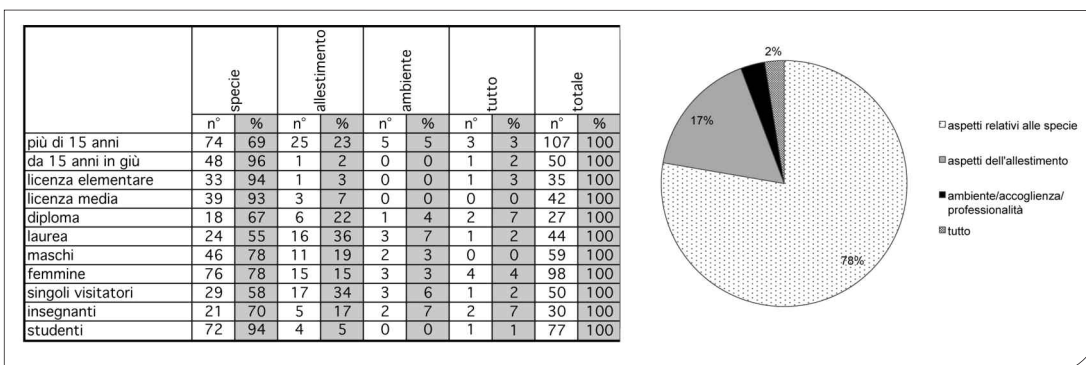 specie allestimento ambiente tutto totale
n° % n° % n° % n° % n° %
più di 15 anni 74 69 25 23 5 5 3 3 107 100
da 15 anni in giù 48 96 1 2 0 0 1 2 50 100
licenza elementare 33 94 1 3 0 0 1 3 35 100
licenza media 39 93 3 7 0 0 0 0 42 100
diploma 18 67 6 22 1 4 2 7 27 100
laurea 24 55 16 36 3 7 1 2 44 100
maschi 46 78 11 19 2 3 0 0 59 100
femmine 76 78 15 15 3 3 4 4 98 100
singoli visitatori 29 58 17 34 3 6 1 2 50 100
insegnanti 21 70 5 17 2 7 2 7 30 100
studenti 72 94 4 5 0 0 1 1 77 100
2%
17%
78%
aspetti relativi alle specie
aspetti dell'allestimento
ambiente/accoglienza/
professionalità
tutto